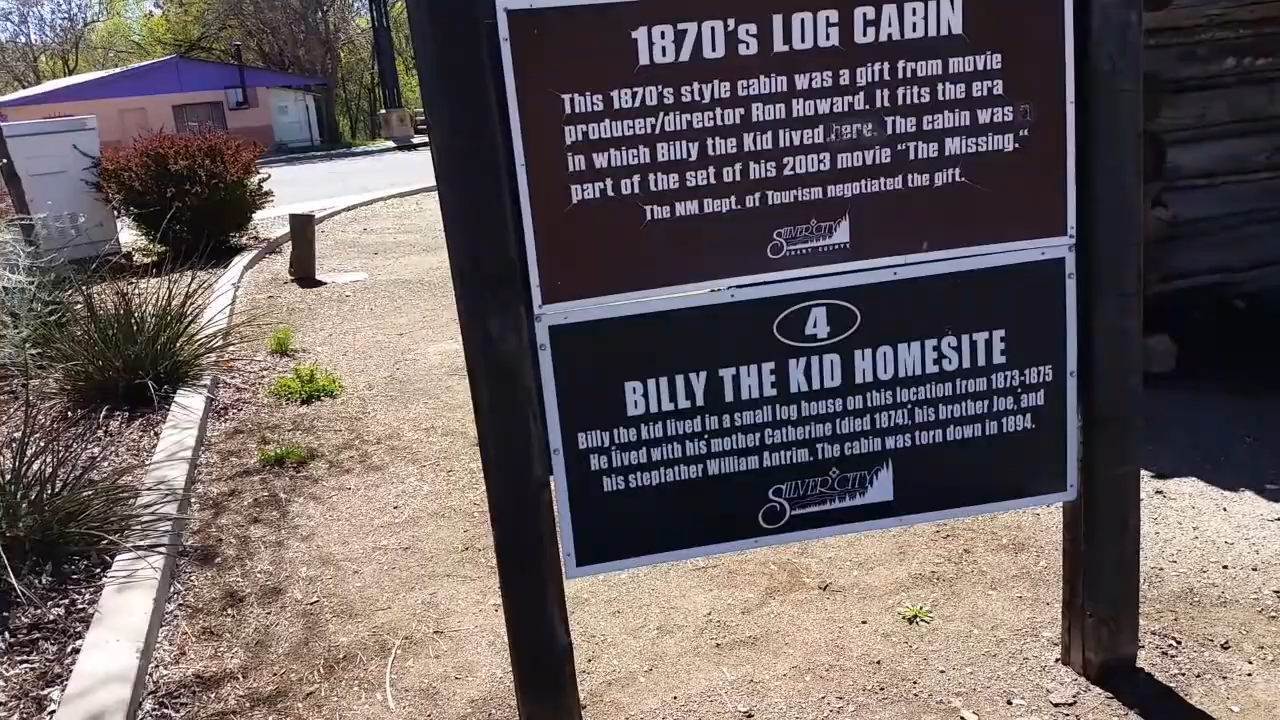 1870's LOG CABIN
This 1870's style cabin was a gift from movie
producer/director Ron Howard. It fits the era
in which Billy the Kid lived here. The cabin was a
part of the set of his 2003 movie "The Missing."
The NM Dept. of Tourism negotiated the gift.
SILVER CITY
GRANT COUNTY
4
BILLY THE KID HOMESITE
Billy the kid lived in a small log house on this location from 1873-1875
He lived with his mother Catherine (died 1874), his brother Joe, and
his stepfather William Antrim. The cabin was torn down in 1894.
SILVER CITY